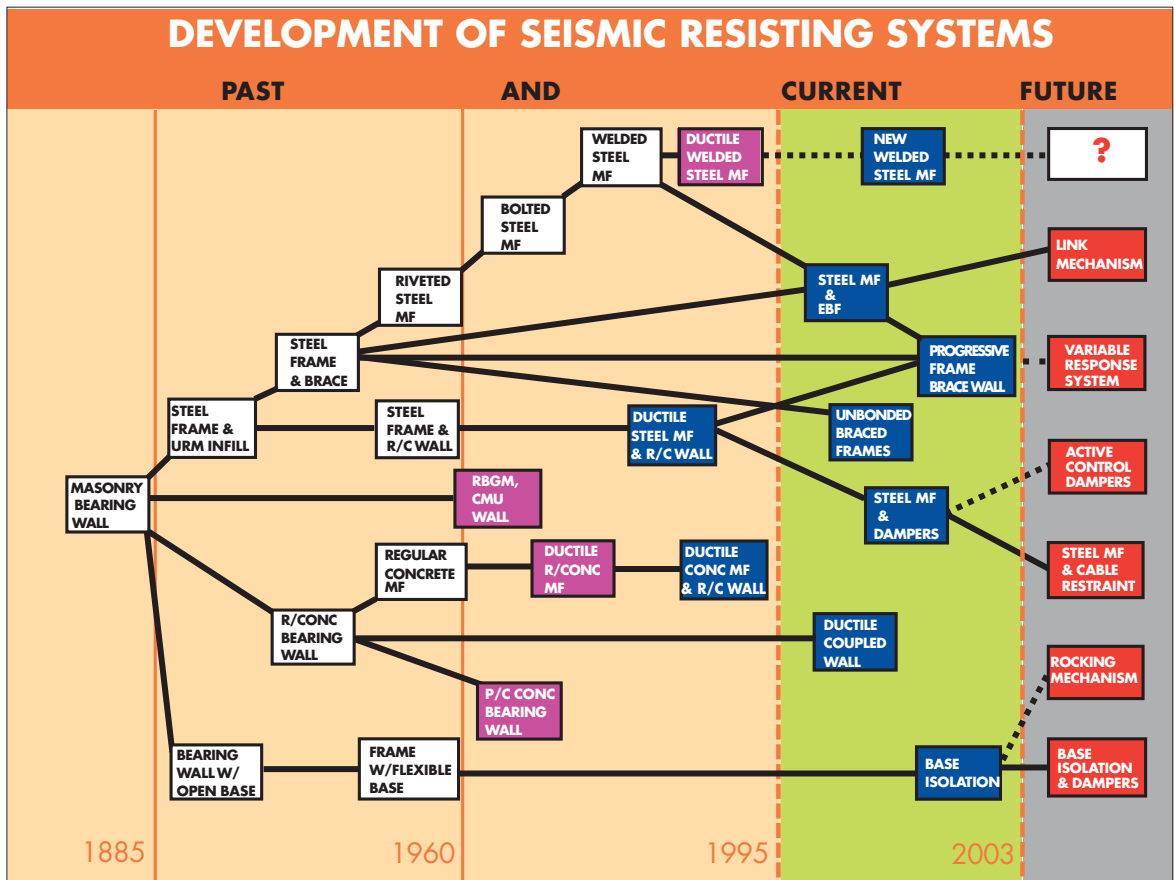 DEVELOPMENT OF SEISMIC RESISTING SYSTEMS
PAST
AND
CURRENT
FUTURE
WELDED
STEEL
MF
DUCTILE
WELDED
STEEL MF
NEW
WELDED
STEEL MF
?
BOLTED
STEEL
MF
LINK
MECHANISM
RIVETED
STEEL
MF
STEEL MF
&
EBF
STEEL
FRAME
& BRACE
PROGRESSIVE
FRAME
BRACE WALL
VARIABLE
RESPONSE
SYSTEM
STEEL
FRAME &
URM INFILL
STEEL
FRAME &
R/C WALL
DUCTILE
STEEL MF
& R/C WALL
UNBONDED
BRACED
FRAMES
ACTIVE
CONTROL
DAMPERS
MASONRY
BEARING
WALL
RBGM,
CMU
WALL
STEEL MF
&
DAMPERS
REGULAR
CONCRETE
MF
DUCTILE
R/CONC
MF
DUCTILE
CONC MF
& R/C WALL
STEEL MF
& CABLE
RESTRAINT
R/CONC
BEARING
WALL
DUCTILE
COUPLED
WALL
ROCKING
MECHANISM
P/C CONC
BEARING
WALL
BEARING
WALL W/
OPEN BASE
FRAME
W/FLEXIBLE
BASE
BASE
ISOLATION
BASE
ISOLATION
& DAMPERS
1885
1960
1995
2003